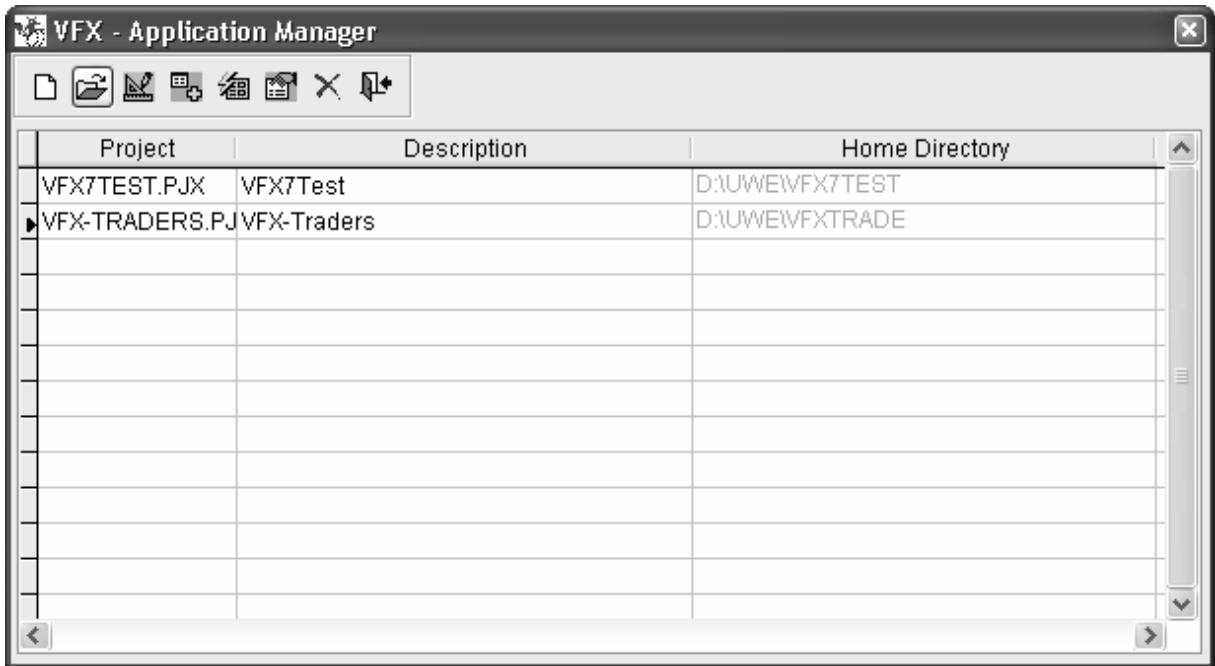 VFX - Application Manager
Project Description Home Directory
VFX7TEST.PJX VFX7Test D:\UWE\VFX7TEST
VFX-TRADERS.PJ VFX-Traders D:\UWE\VFXTRADE